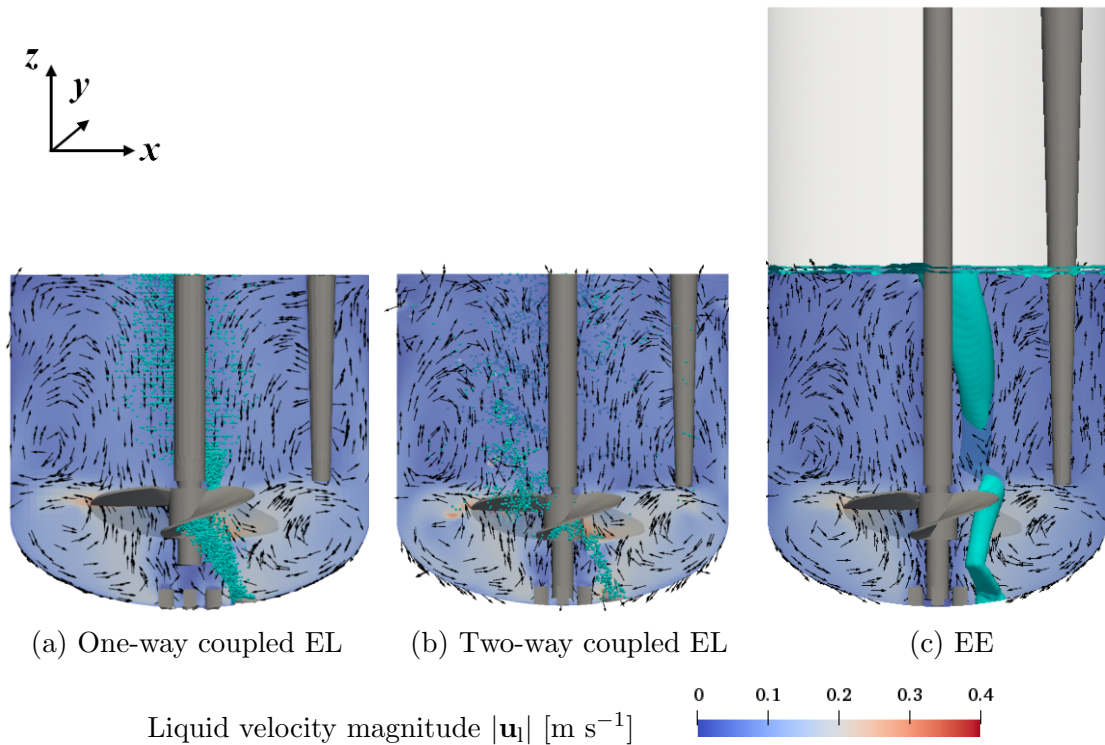 z
y
x
(a) One-way coupled EL
(b) Two-way coupled EL
(c) EE
0 0.1 0.2 0.3 0.4
Liquid velocity magnitude |𝐮ₗ| [m s⁻¹]